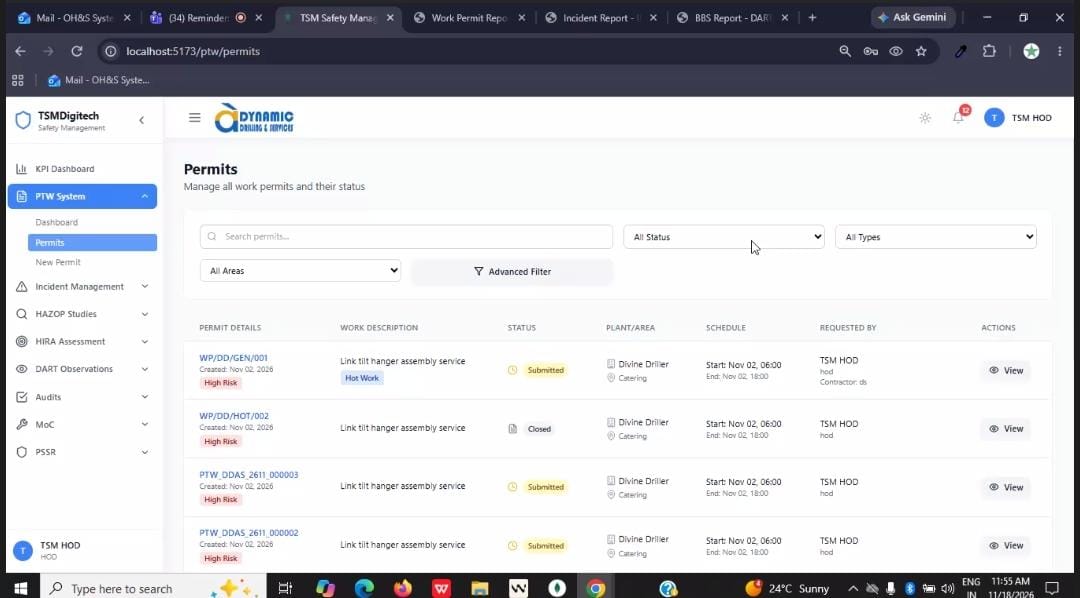 Mail - OH&S Syste
(34) Reminder
TSM Safety Manag
Work Permit Repo
Incident Report -
BBS Report - DART
Ask Gemini
localhost:5173/ptw/permits
Mail - OH&S Syste...
TSMDigitech
Safety Management
DYNAMIC
DRILLING & SERVICES
12
T
TSM HOD
KPI Dashboard
PTW System
Dashboard
Permits
New Permit
Incident Management
HAZOP Studies
HIRA Assessment
DART Observations
Audits
MoC
PSSR
T
TSM HOD
HOD
Permits
Manage all work permits and their status
Search permits...
All Status
All Types
All Areas
Advanced Filter
PERMIT DETAILS WORK DESCRIPTION STATUS PLANT/AREA SCHEDULE REQUESTED BY ACTIONS
WP/DD/GEN/001
Created: Nov 02, 2026
High Risk
Link tilt hanger assembly service
Hot Work
Submitted
Divine Driller
Catering
Start: Nov 02, 06:00
End: Nov 02, 18:00
TSM HOD
hod
Contractor: ds
View
WP/DD/HOT/002
Created: Nov 02, 2026
High Risk
Link tilt hanger assembly service
Closed
Divine Driller
Catering
Start: Nov 02, 06:00
End: Nov 02, 18:00
TSM HOD
hod
View
PTW_DDAS_2611_000003
Created: Nov 02, 2026
High Risk
Link tilt hanger assembly service
Submitted
Divine Driller
Catering
Start: Nov 02, 06:00
End: Nov 02, 18:00
TSM HOD
hod
View
PTW_DDAS_2611_000002
Created: Nov 02, 2026
High Risk
Link tilt hanger assembly service
Submitted
Divine Driller
Catering
Start: Nov 02, 06:00
End: Nov 02, 18:00
TSM HOD
hod
View
Type here to search
24°C Sunny
ENG
IN
11:55 AM
11/18/2026